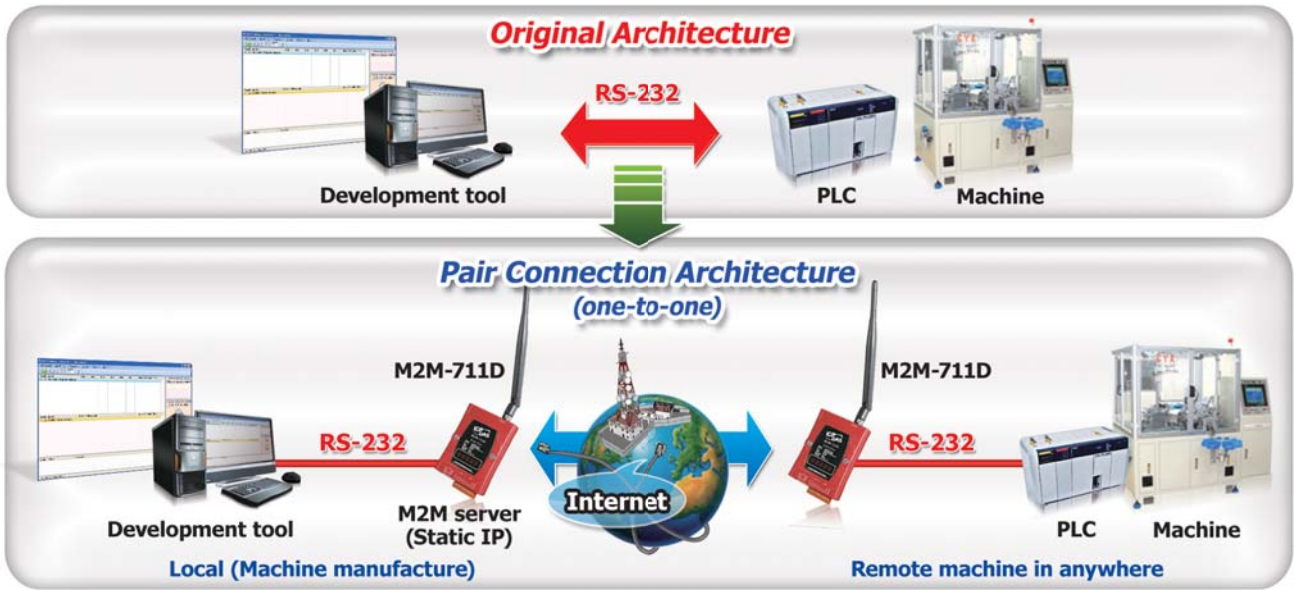 Original Architecture
RS-232
Development tool
PLC
Machine
Pair Connection Architecture
(one-to-one)
M2M-711D
M2M-711D
RS-232
RS-232
Internet
Development tool
M2M server
(Static IP)
PLC
Machine
Local (Machine manufacture)
Remote machine in anywhere